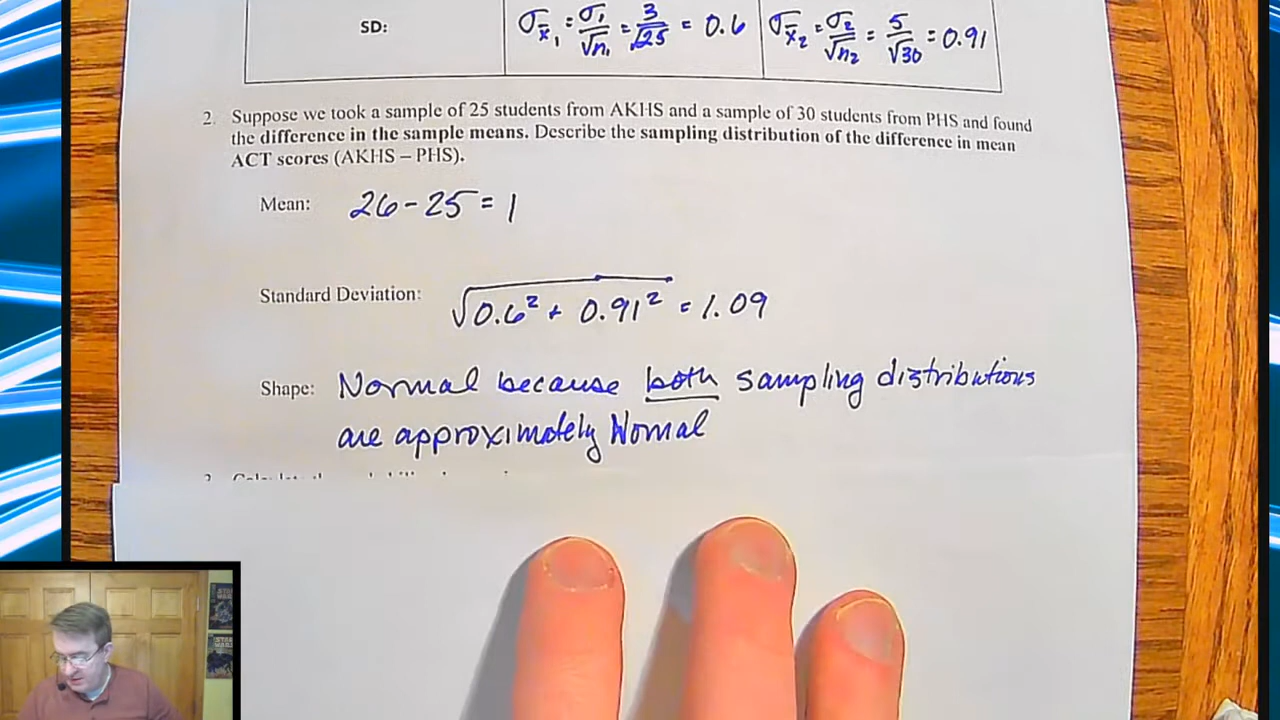 SD:
σx̄₁ = σ₁/√n₁ = 3/√25 = 0.6
σx̄₂ = σ₂/√n₂ = 5/√30 = 0.91
2. Suppose we took a sample of 25 students from AKHS and a sample of 30 students from PHS and found
the difference in the sample means. Describe the sampling distribution of the difference in mean
ACT scores (AKHS – PHS).
Mean: 26-25 = 1
Standard Deviation: √0.6² + 0.91² = 1.09
Shape: Normal because both sampling distributions
are approximately Normal
STAR WARS
STAR WARS